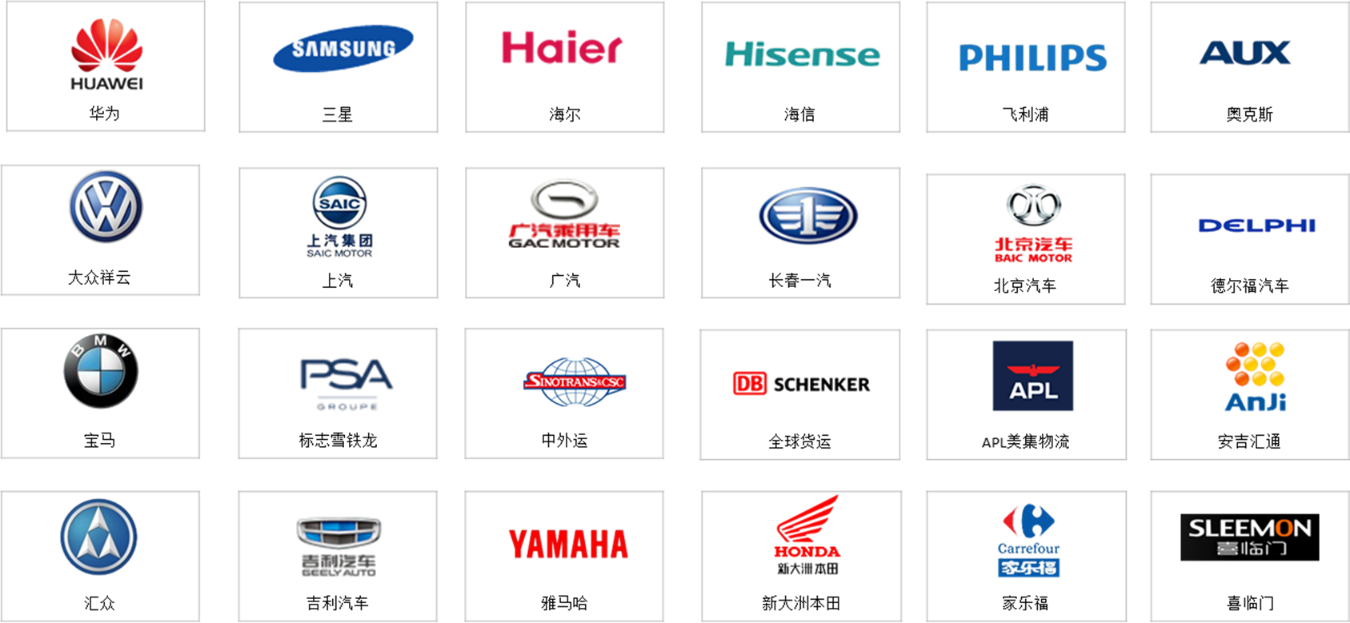 HUAWEI
华为
SAMSUNG
三星
Haier
海尔
Hisense
海信
PHILIPS
飞利浦
AUX
奥克斯
大众祥云
SAIC
上汽集团
SAIC MOTOR
上汽
广汽乘用车
GAC MOTOR
广汽
1
长春一汽
北京汽车
BAIC MOTOR
北京汽车
DELPHI
德尔福汽车
BMW
宝马
PSA
GROUPE
标志雪铁龙
SINOTRANS&CSC
中外运
DB SCHENKER
全球货运
APL
APL美集物流
AnJi
安吉汇通
汇众
吉利汽车
GEELY AUTO
吉利汽车
YAMAHA
雅马哈
HONDA
新大洲本田
新大洲本田
Carrefour
家乐福
家乐福
SLEEMON
喜临门
喜临门